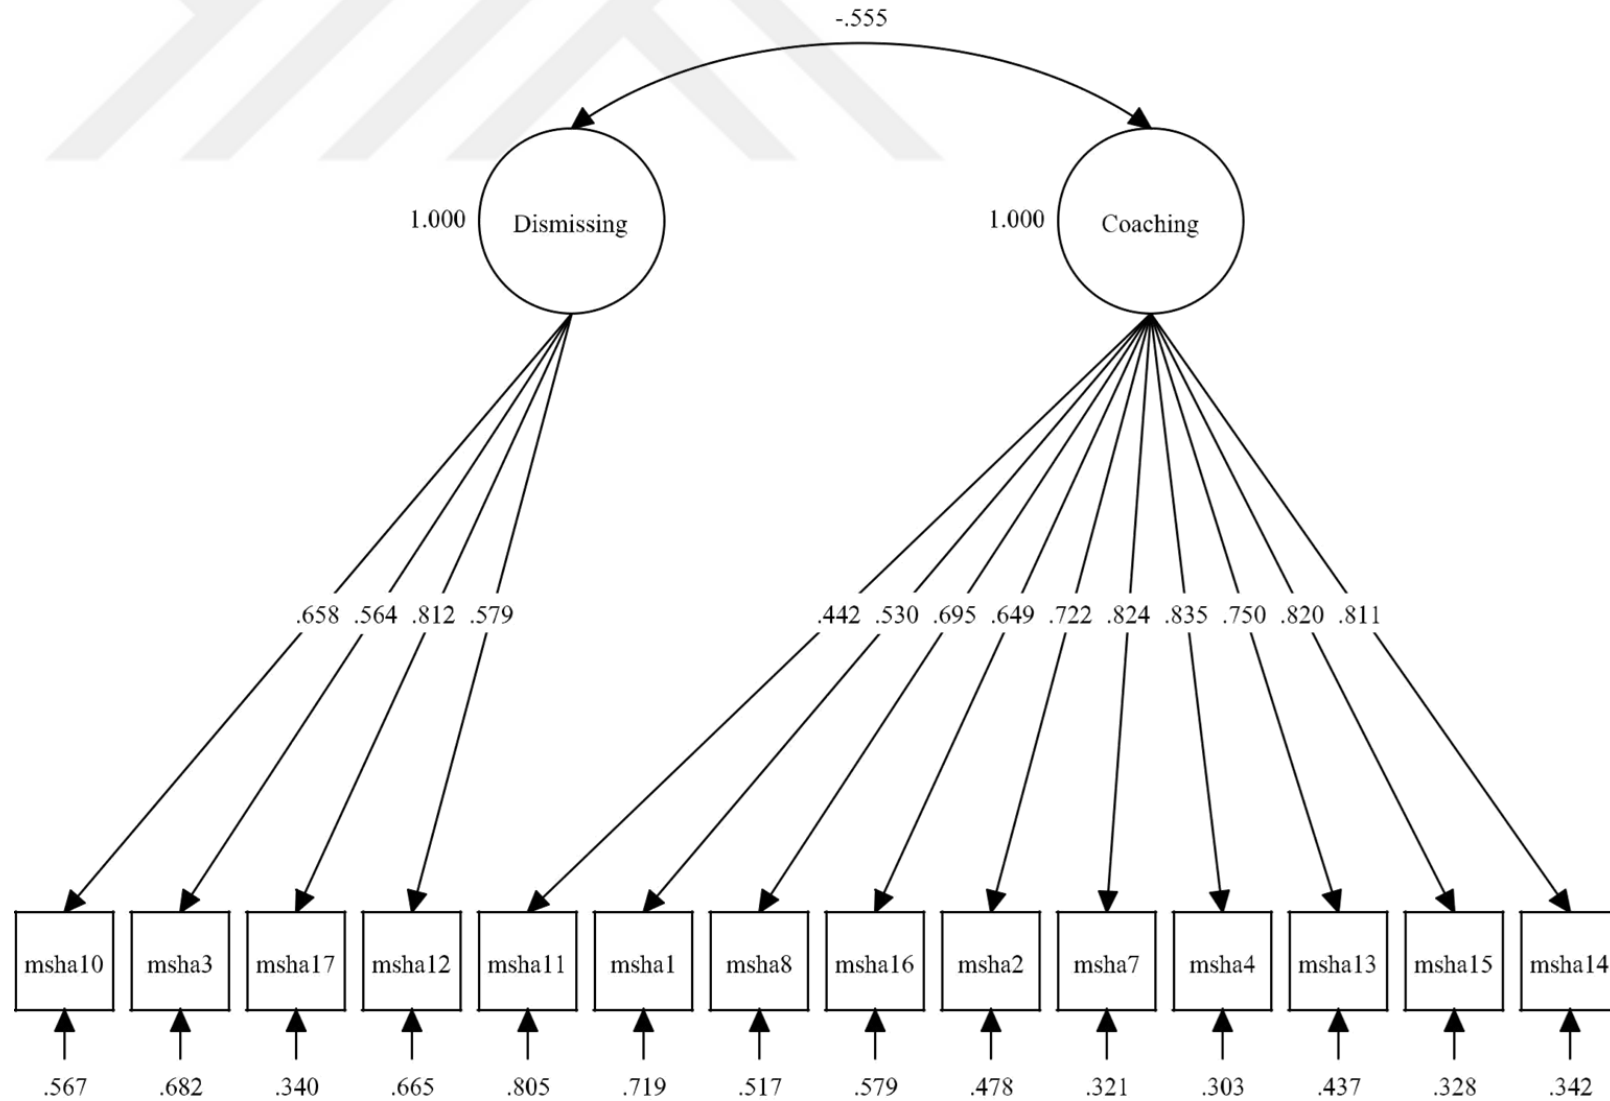 -.555
1.000 Dismissing 1.000 Coaching
.658 .564 .812 .579 .442 .530 .695 .649 .722 .824 .835 .750 .820 .811
msha10 msha3 msha17 msha12 msha11 msha1 msha8 msha16 msha2 msha7 msha4 msha13 msha15 msha14
.567 .682 .340 .665 .805 .719 .517 .579 .478 .321 .303 .437 .328 .342